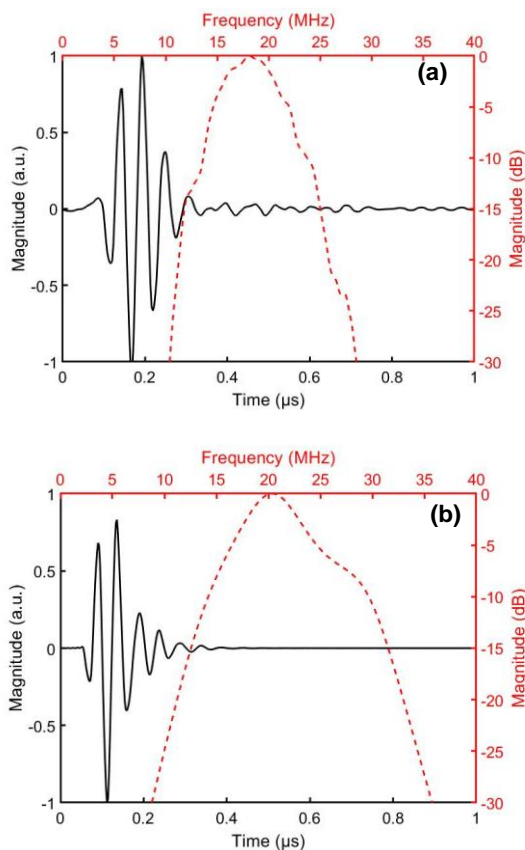 Frequency (MHz)
0 5 10 15 20 25 30 35 40
(a)
1 0.5 0 -0.5 -1
Magnitude (a.u.)
0 -5 -10 -15 -20 -25 -30
Magnitude (dB)
0 0.2 0.4 0.6 0.8 1
Time (µs)
Frequency (MHz)
0 5 10 15 20 25 30 35 40
(b)
1 0.5 0 -0.5 -1
Magnitude (a.u.)
0 -5 -10 -15 -20 -25 -30
Magnitude (dB)
0 0.2 0.4 0.6 0.8 1
Time (µs)